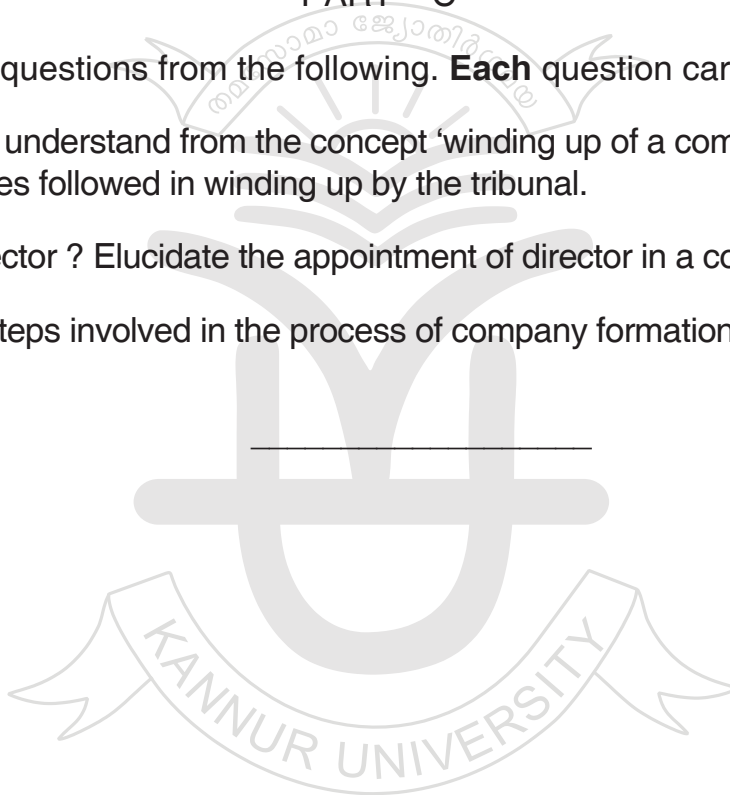 PART – C
തമസോമാ ജ്യോതിർഗമയ
questions from the following. Each question car
understand from the concept ‘winding up of a com
es followed in winding up by the tribunal.
ctor ? Elucidate the appointment of director in a co
teps involved in the process of company formation
KANNUR UNIVERSITY